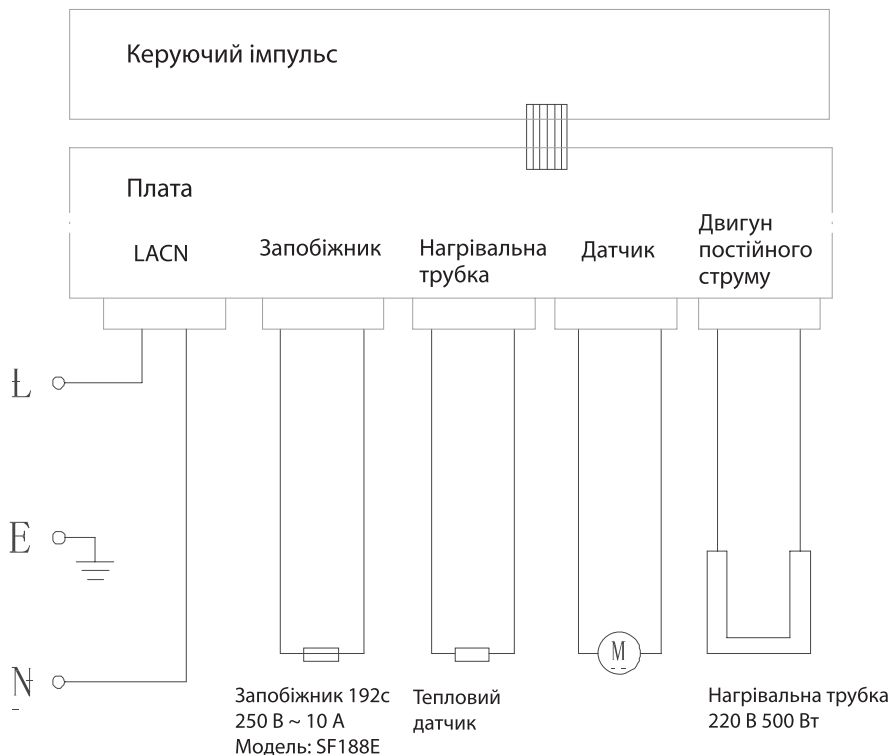 Керуючий імпульс
Плата
LACN
Запобіжник
Нагрівальна
трубка
Датчик
Двигун
постійного
струму
L
E
N
M
Запобіжник 192c
250 В ~ 10 А
Модель: SF188E
Тепловий
датчик
Нагрівальна трубка
220 В 500 Вт